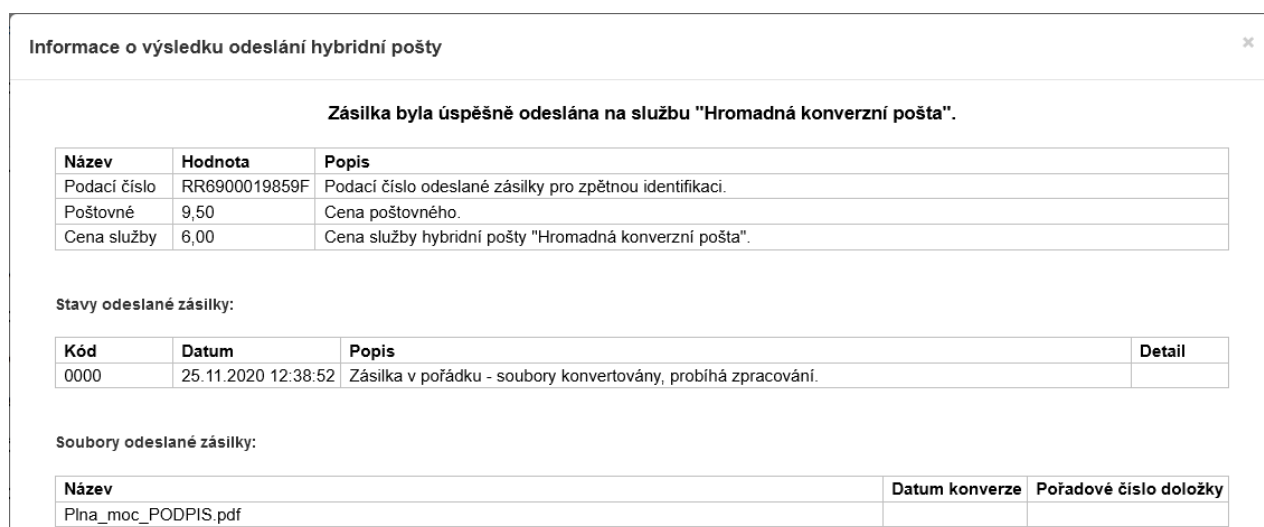 Informace o výsledku odeslání hybridní pošty ×
Zásilka byla úspěšně odeslána na službu "Hromadná konverzní pošta".
Název Hodnota Popis
Podací číslo RR6900019859F Podací číslo odeslané zásilky pro zpětnou identifikaci.
Poštovné 9,50 Cena poštovného.
Cena služby 6,00 Cena služby hybridní pošty "Hromadná konverzní pošta".
Stavy odeslané zásilky:
Kód Datum Popis Detail
0000 25.11.2020 12:38:52 Zásilka v pořádku - soubory konvertovány, probíhá zpracování.
Soubory odeslané zásilky:
Název Datum konverze Pořadové číslo doložky
Plna_moc_PODPIS.pdf